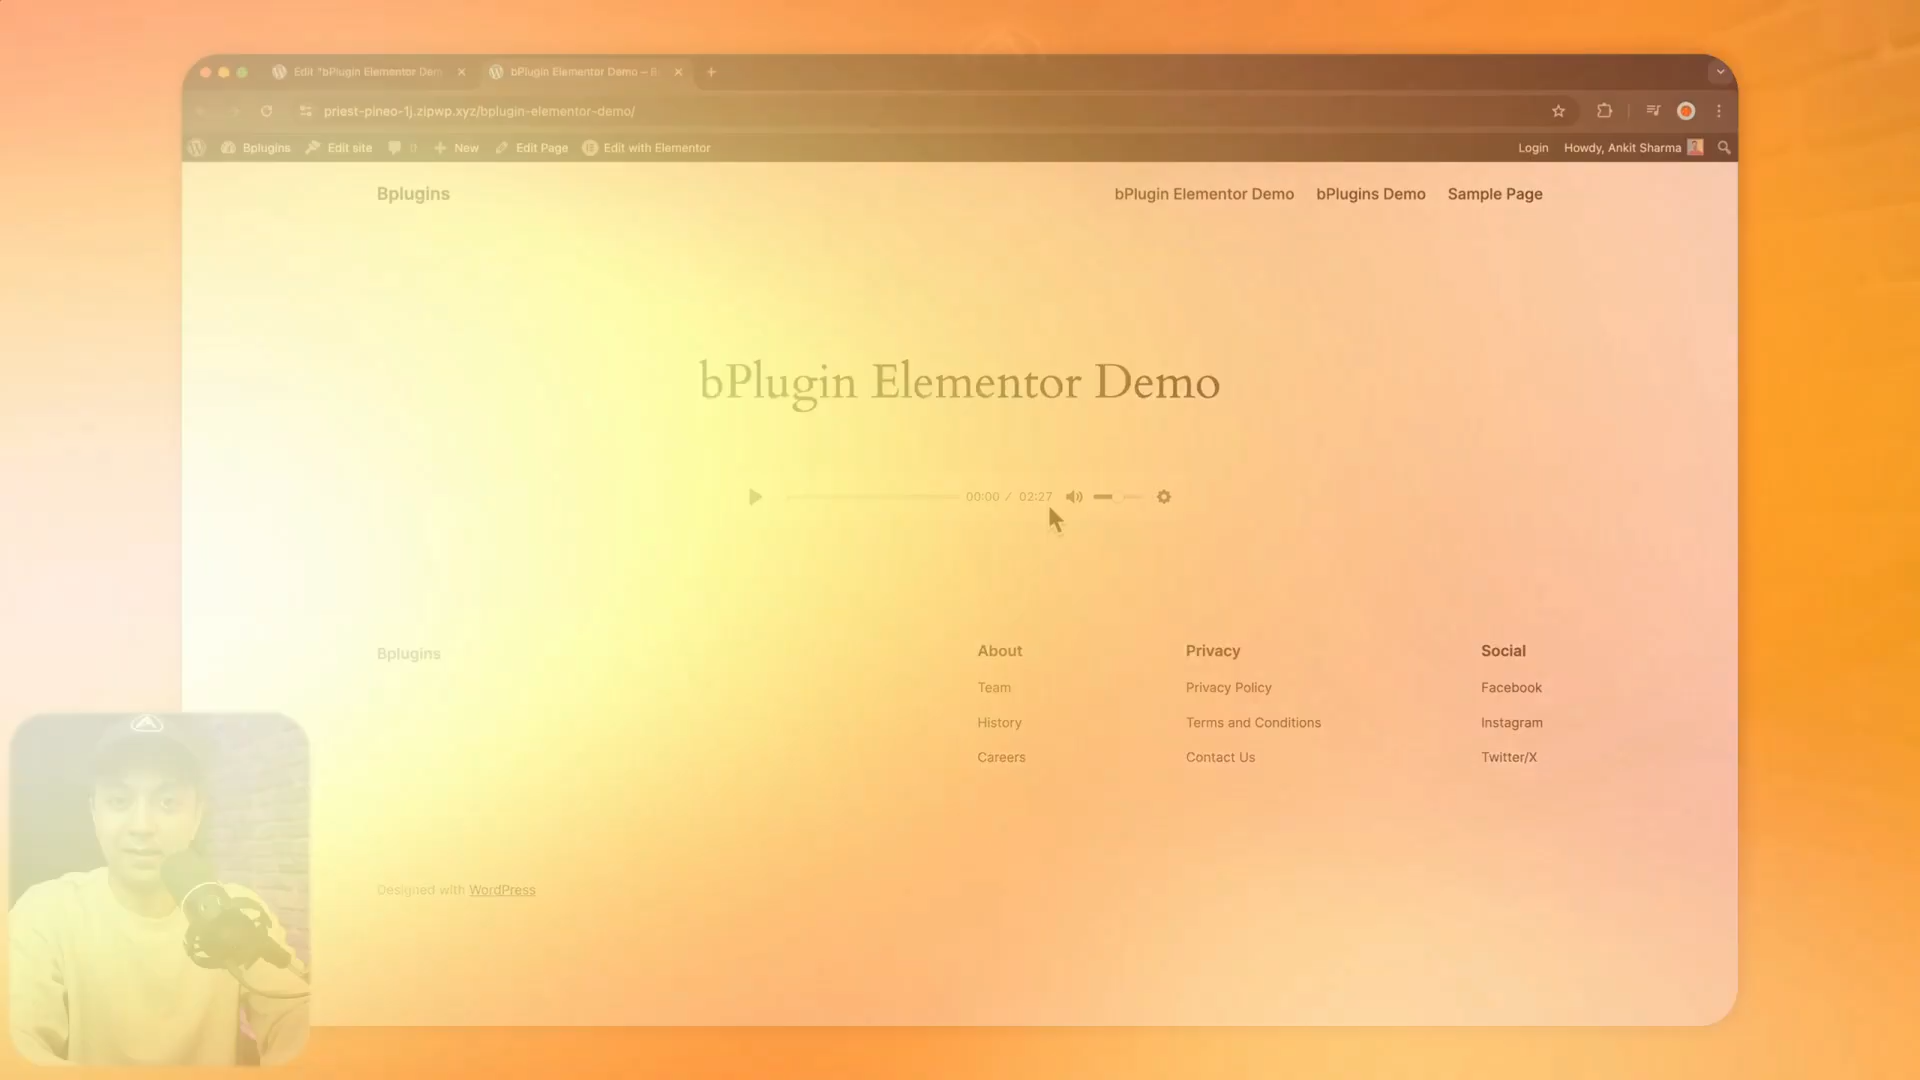 Edit "bPlugin Elementor Dem
bPlugin Elementor Demo – B
priest-pineo-1j.zipwp.xyz/bplugin-elementor-demo/
Bplugins Edit site 0 New Edit Page Edit with Elementor Login Howdy, Ankit Sharma
Bplugins bPlugin Elementor Demo bPlugins Demo Sample Page
bPlugin Elementor Demo
00:00 / 02:27
Bplugins
About
Team
History
Careers
Privacy
Privacy Policy
Terms and Conditions
Contact Us
Social
Facebook
Instagram
Twitter/X
Designed with WordPress